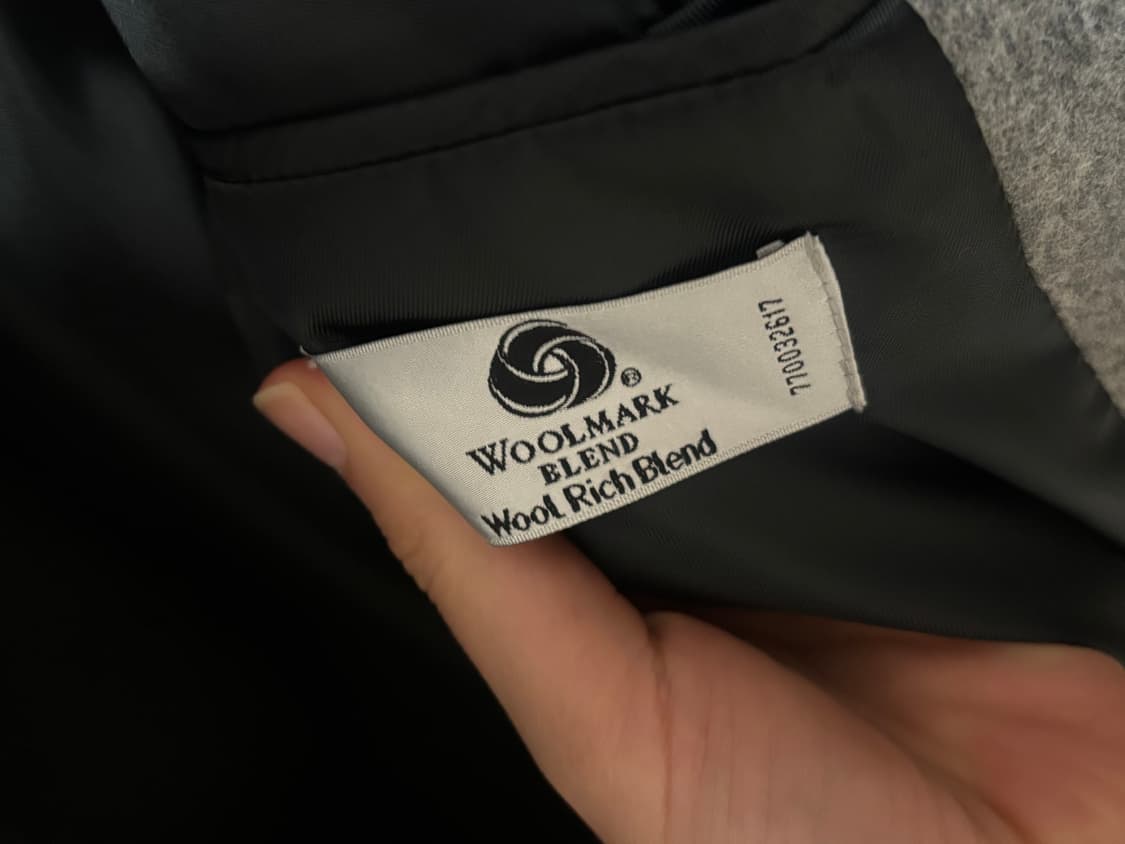 ®
WOOLMARK
BLEND
Wool Rich Blend
770032617